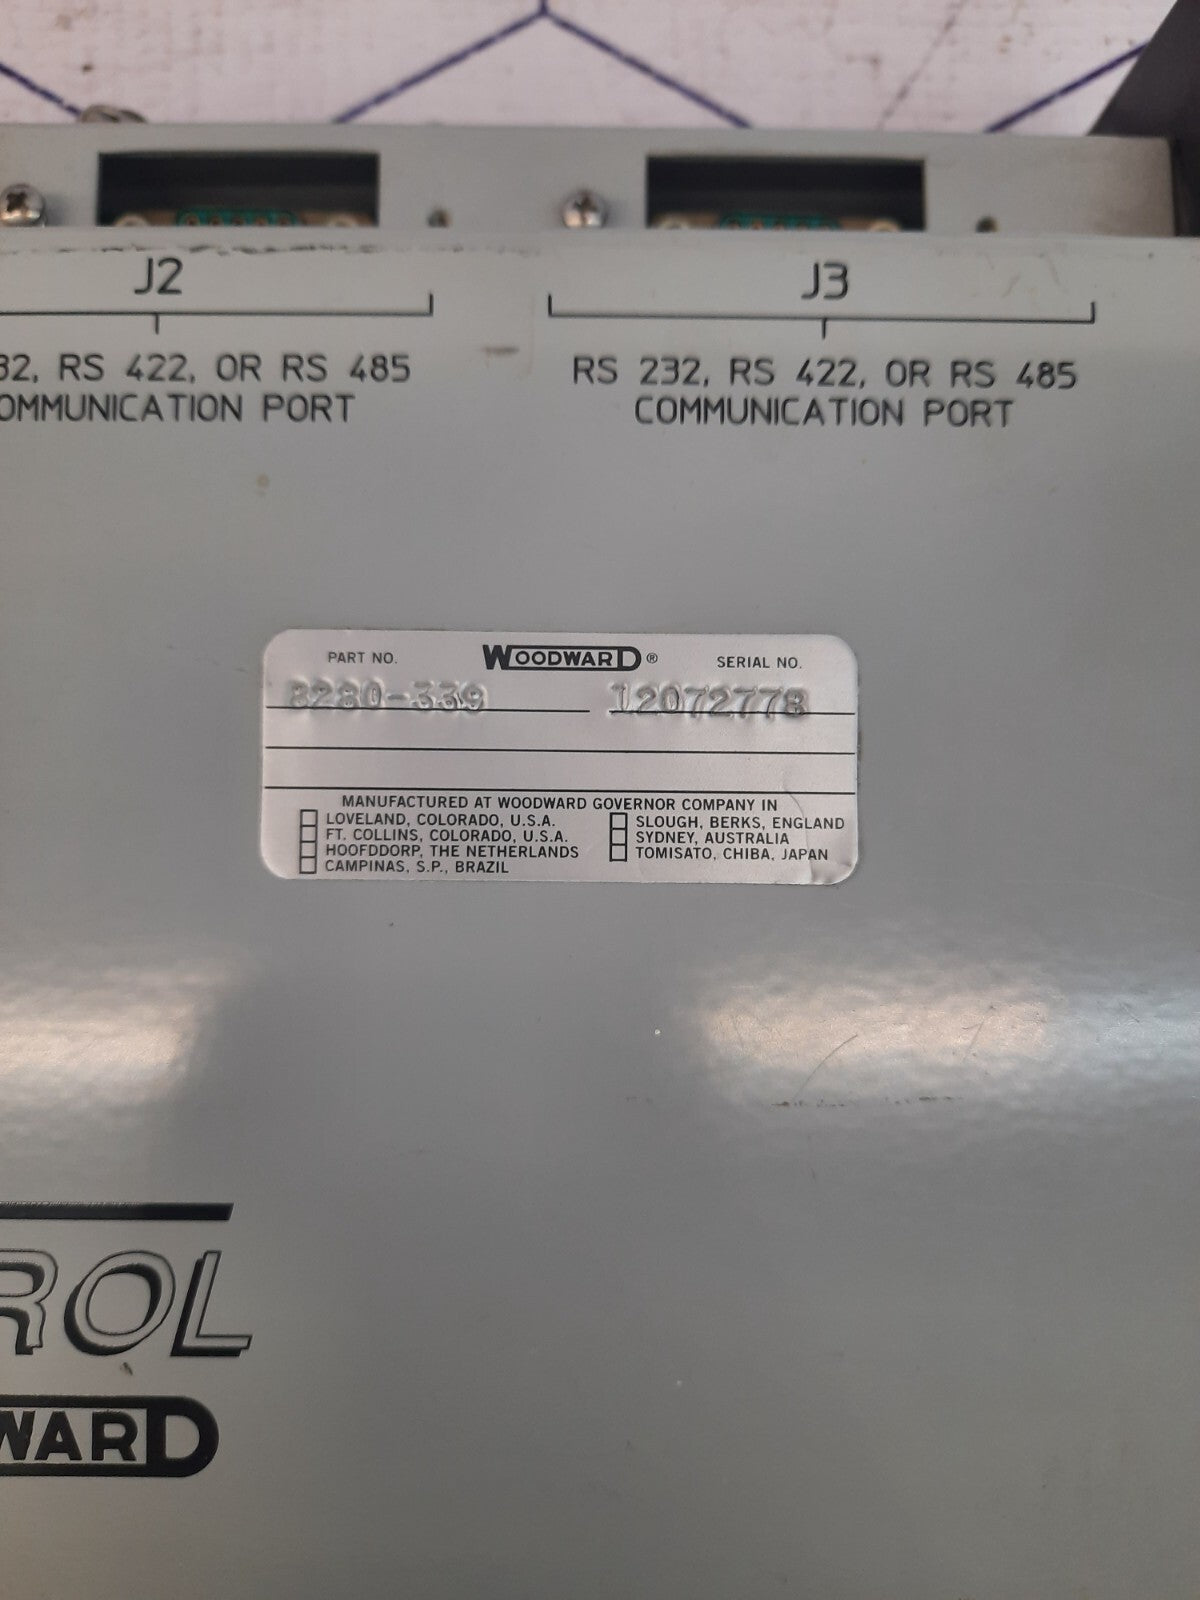 J2
J3
32, RS 422, OR RS 485
OMMUNICATION PORT
RS 232, RS 422, OR RS 485
COMMUNICATION PORT
PART NO. WOODWARD® SERIAL NO.
8280-339 12072778
MANUFACTURED AT WOODWARD GOVERNOR COMPANY IN
LOVELAND, COLORADO, U.S.A.
FT. COLLINS, COLORADO, U.S.A.
HOOFDDORP, THE NETHERLANDS
CAMPINAS, S.P., BRAZIL
SLOUGH, BERKS, ENGLAND
SYDNEY, AUSTRALIA
TOMISATO, CHIBA, JAPAN
ROL
WARD